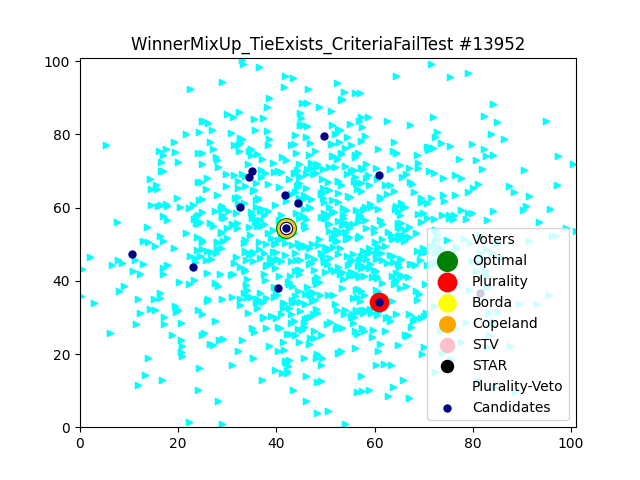 WinnerMixUp_TieExists_CriteriaFailTest #13952
100
80
60
40
20
0
0
20
40
60
80
100
Voters
Optimal
Plurality
Borda
Copeland
STV
STAR
Plurality-Veto
Candidates